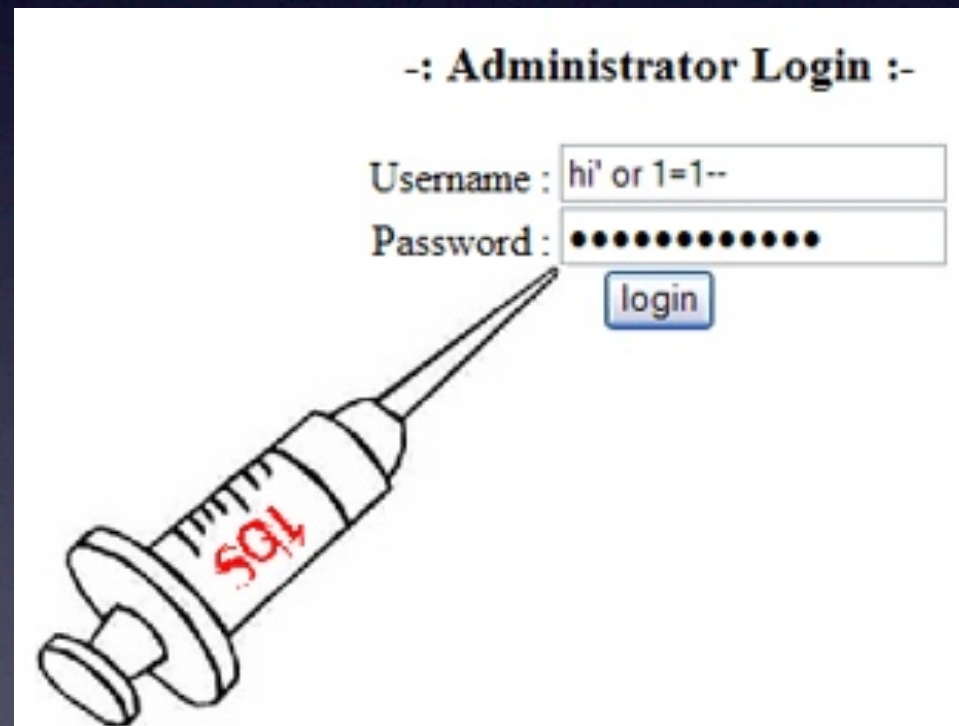 -: Administrator Login :-
Username : hi' or 1=1--
Password : ••••••••••••
login
SQL